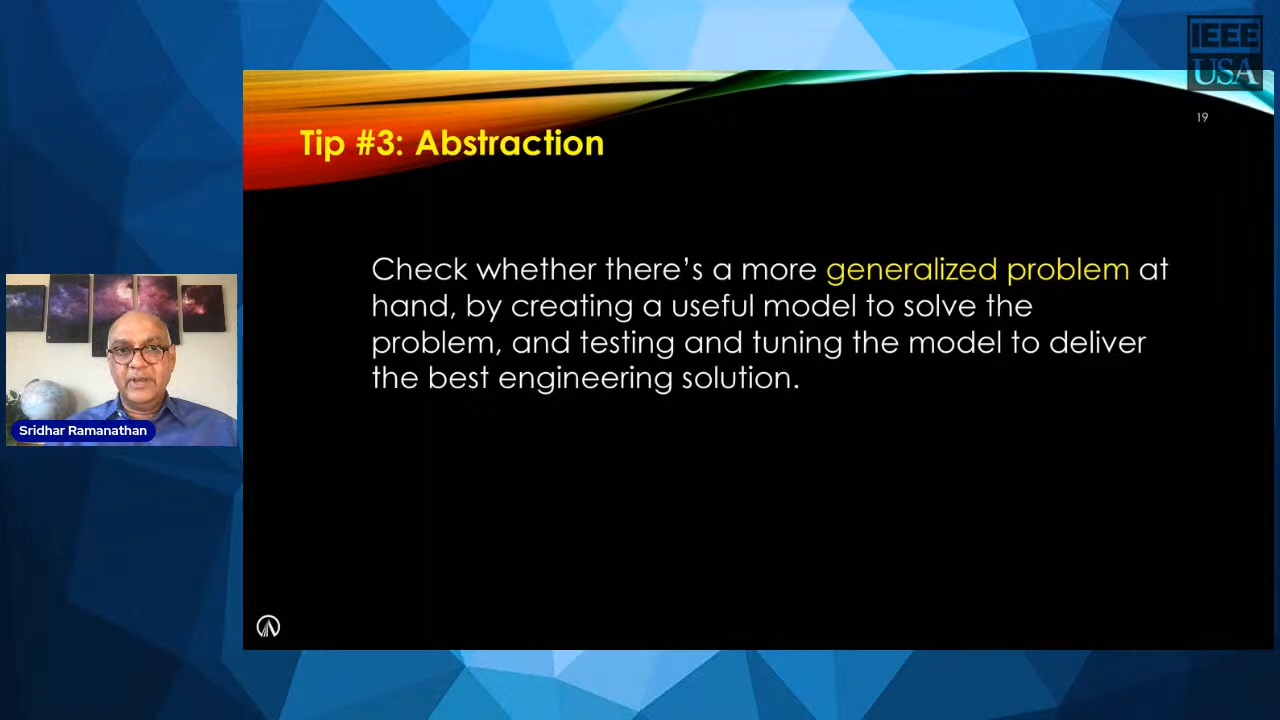 IEEE
USA
19
Tip #3: Abstraction
Check whether there's a more generalized problem at
hand, by creating a useful model to solve the
problem, and testing and tuning the model to deliver
the best engineering solution.
Sridhar Ramanathan